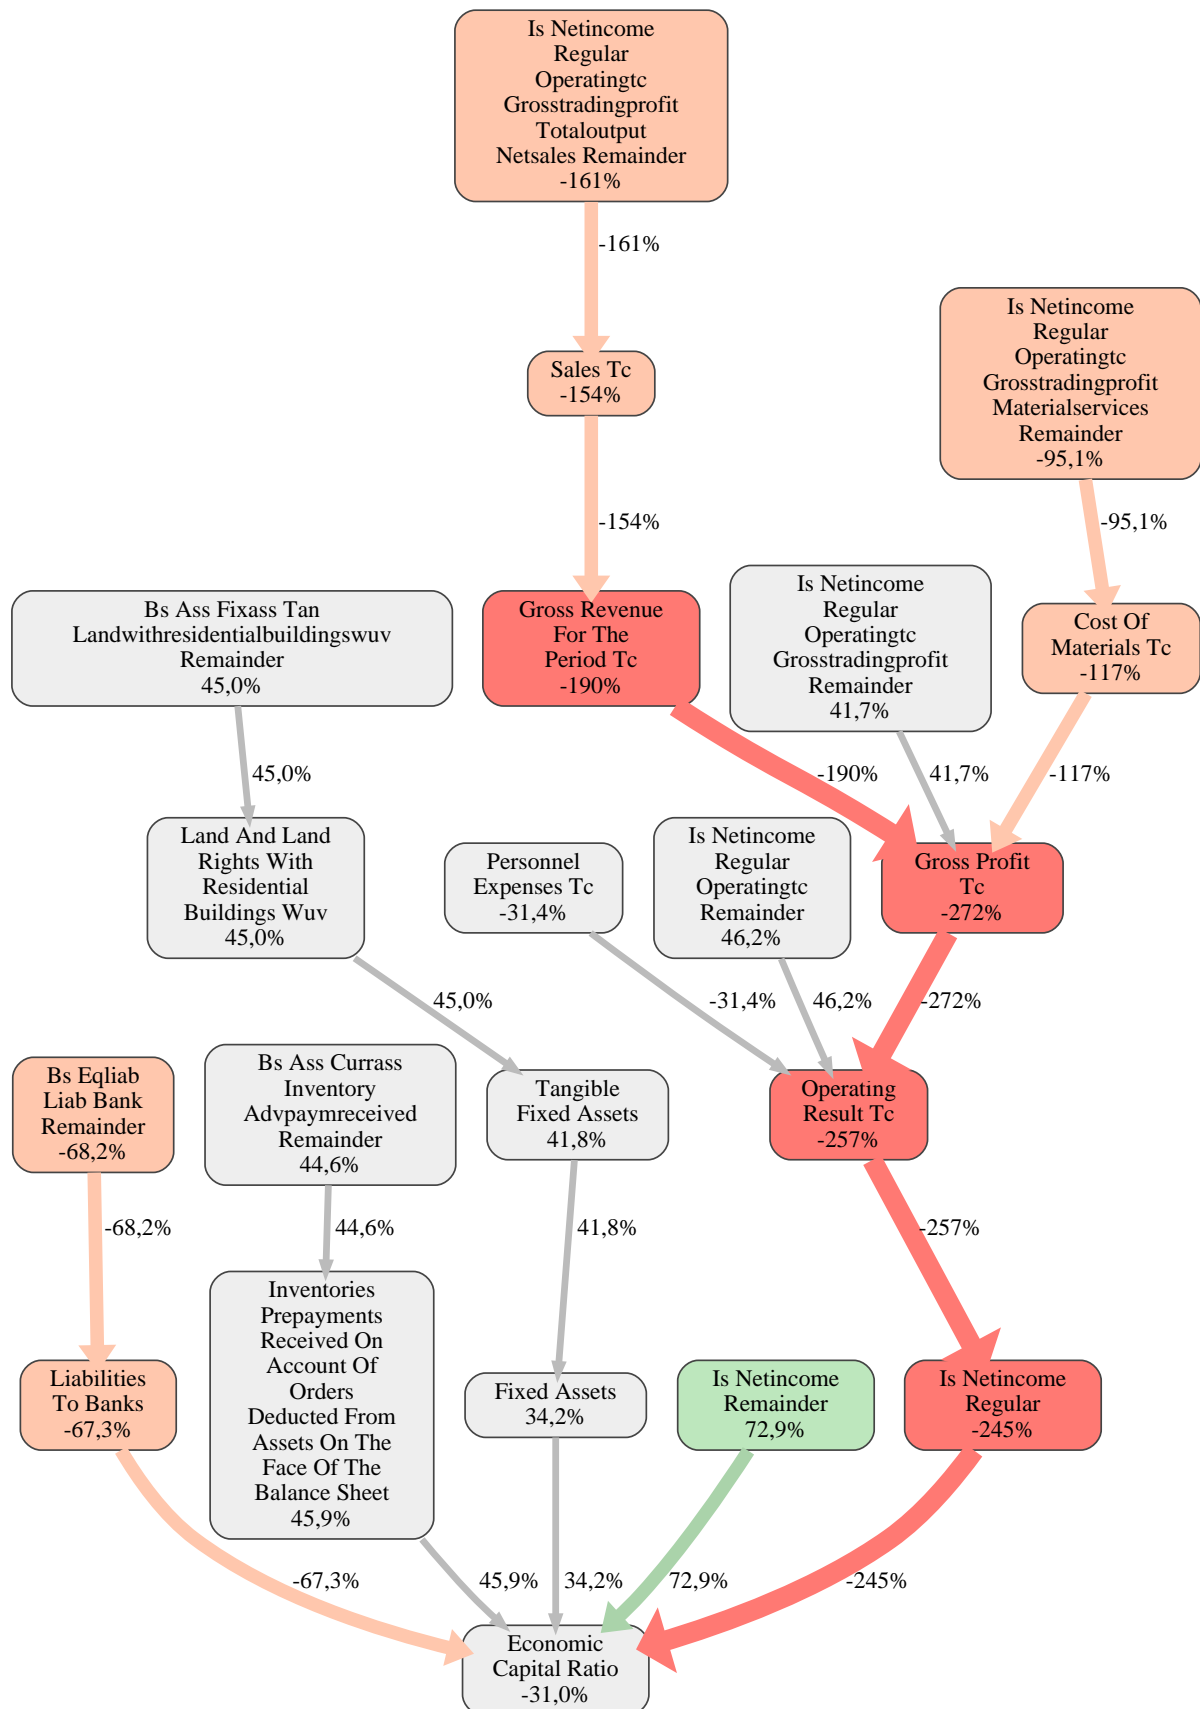 Is Netincome
Regular
Operatingtc
Grosstradingprofit
Totaloutput
Netsales Remainder
-161%
-161%
Sales Tc
-154%
Is Netincome
Regular
Operatingtc
Grosstradingprofit
Materialservices
Remainder
-95,1%
-154%
-95,1%
Bs Ass Fixass Tan
Landwithresidentialbuildingswuv
Remainder
45,0%
Gross Revenue
For The
Period Tc
-190%
Is Netincome
Regular
Operatingtc
Grosstradingprofit
Remainder
41,7%
Cost Of
Materials Tc
-117%
45,0%
-190%
41,7%
-117%
Land And Land
Rights With
Residential
Buildings Wuv
45,0%
Personnel
Expenses Tc
-31,4%
Is Netincome
Regular
Operatingtc
Remainder
46,2%
Gross Profit
Tc
-272%
45,0%
-31,4%
46,2%
-272%
Bs Eqliab
Liab Bank
Remainder
-68,2%
Bs Ass Currass
Inventory
Advpaymreceived
Remainder
44,6%
Tangible
Fixed Assets
41,8%
Operating
Result Tc
-257%
-68,2%
44,6%
41,8%
-257%
Liabilities
To Banks
-67,3%
Inventories
Prepayments
Received On
Account Of
Orders
Deducted From
Assets On The
Face Of The
Balance Sheet
45,9%
Fixed Assets
34,2%
Is Netincome
Remainder
72,9%
Is Netincome
Regular
-245%
-67,3%
45,9%
34,2%
72,9%
-245%
Economic
Capital Ratio
-31,0%